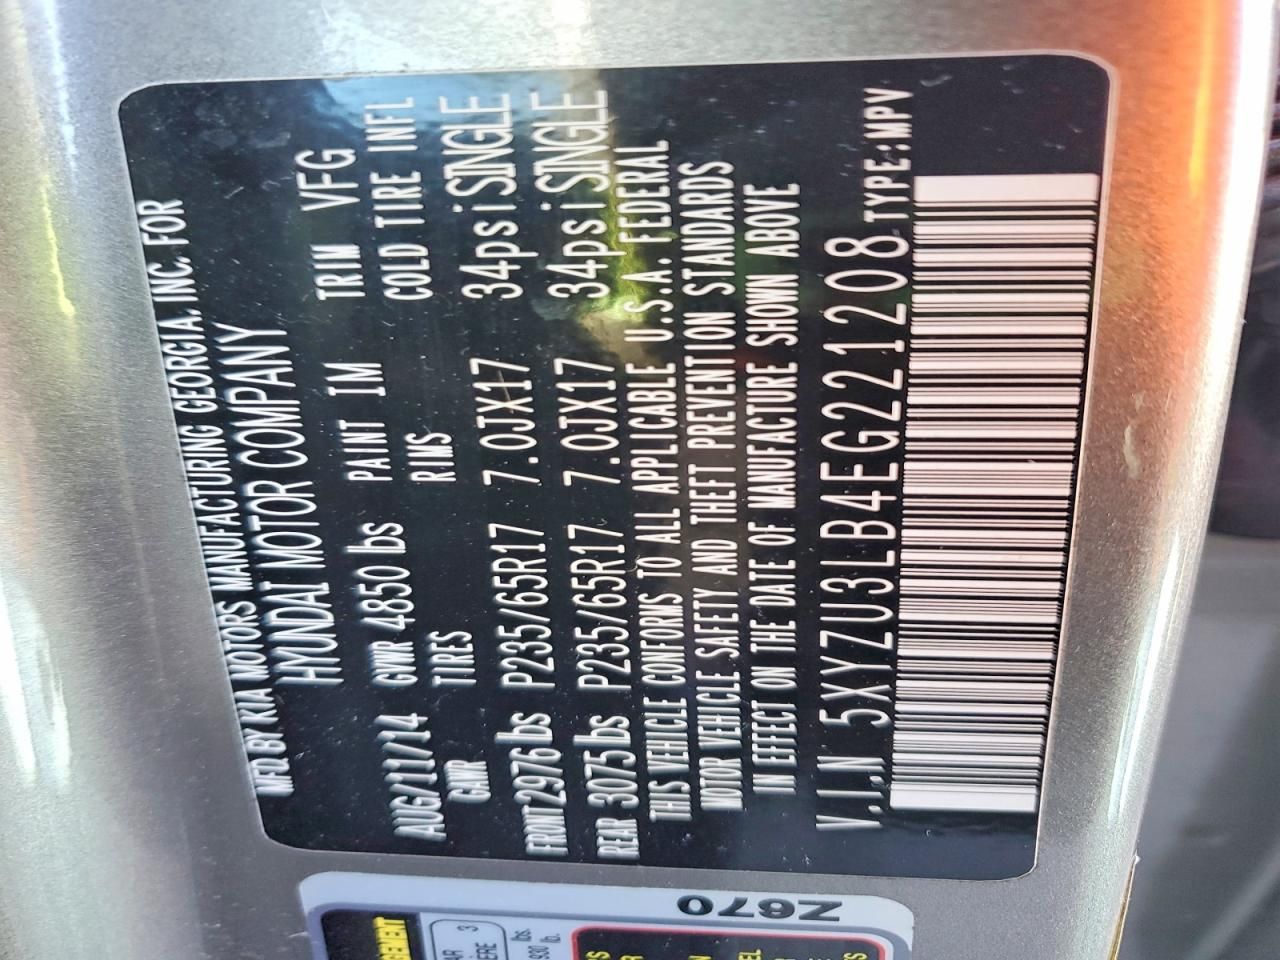 MFD BY KIA MOTORS MANUFACTURING GEORGIA, INC. FOR
HYUNDAI MOTOR COMPANY
AUG/11/14 GVWR 4850 lbs PAINT IM TRIM VFG
GAWR TIRES RIMS COLD TIRE INFL
FRONT 2976 lbs P235/65R17 7.0JX17 34psi SINGLE
REAR 3075 lbs P235/65R17 7.0JX17 34psi SINGLE
THIS VEHICLE CONFORMS TO ALL APPLICABLE U.S.A. FEDERAL
MOTOR VEHICLE SAFETY AND THEFT PREVENTION STANDARDS
IN EFFECT ON THE DATE OF MANUFACTURE SHOWN ABOVE
V.I.N 5XYZU3LB4EG221208 TYPE:MPV
Z670